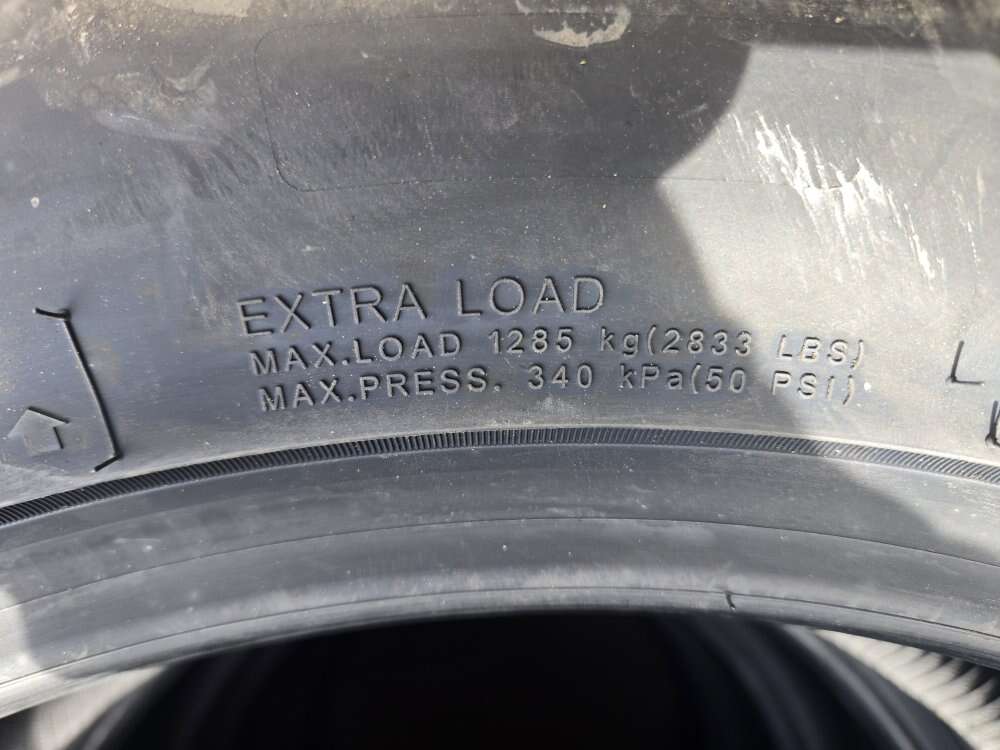 EXTRA LOAD
MAX.LOAD 1285 kg(2833 LBS)
MAX.PRESS. 340 kPa(50 PSI)
L